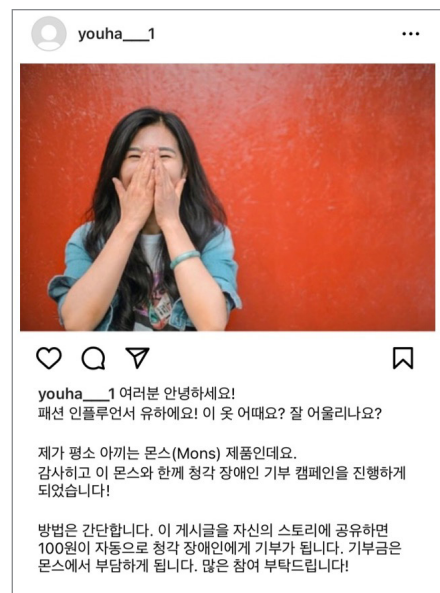 youha___1
youha___1 여러분 안녕하세요!
패션 인플루언서 유하에요! 이 옷 어때요? 잘 어울리나요?
제가 평소 아끼는 몬스(Mons) 제품인데요.
감사히고 이 몬스와 한께 청각 장애인 기부 캠페인을 진행하게
되었습니다!
방법은 간단합니다. 이 게시글을 자신의 스토리에 공유하면
100원이 자동으로 청각 장애인에게 기부가 됩니다. 기부금은
몬스에서 부담하게 됩니다. 많은 참여 부탁드립니다!